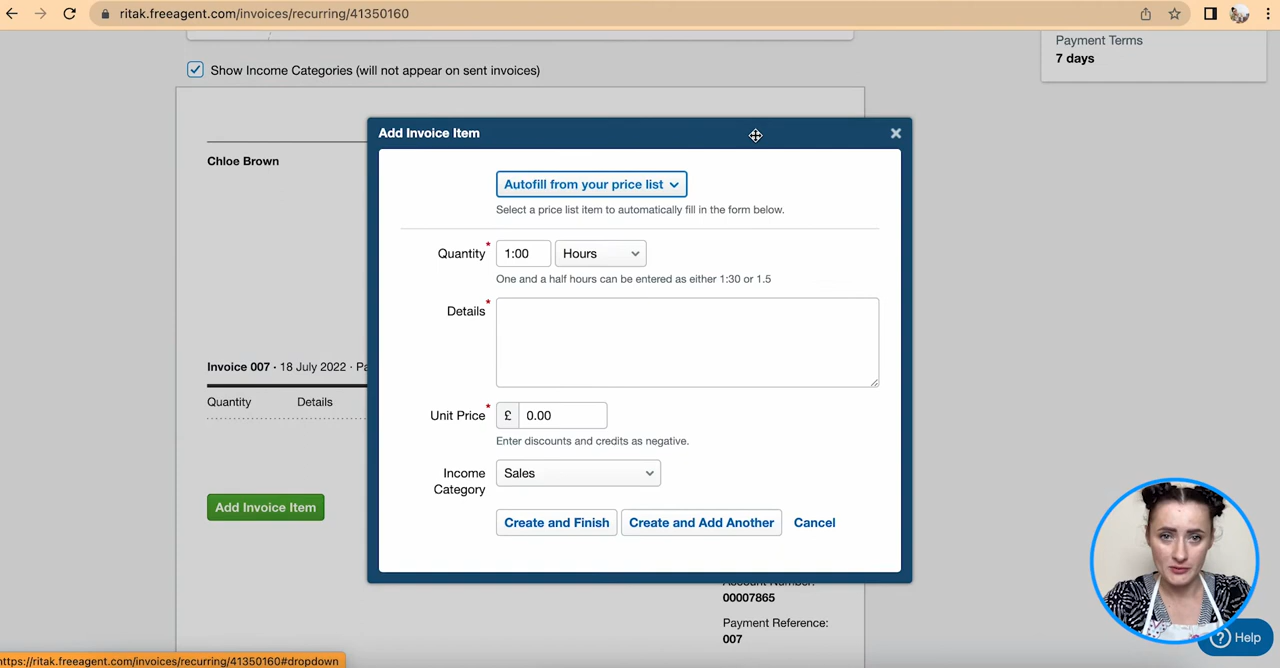 ritak.freeagent.com/invoices/recurring/41350160
Payment Terms
7 days
Show Income Categories (will not appear on sent invoices)
Add Invoice Item
Chloe Brown
Autofill from your price list
Select a price list item to automatically fill in the form below.
Quantity* 1:00 Hours
One and a half hours can be entered as either 1:30 or 1.5
Details*
Invoice 007 · 18 July 2022 ·
Quantity Details
Unit Price* £ 0.00
Enter discounts and credits as negative.
Income Category Sales
Add Invoice Item
Create and Finish Create and Add Another Cancel
00007865
Payment Reference:
007
Help
https://ritak.freeagent.com/invoices/recurring/41350160#dropdown